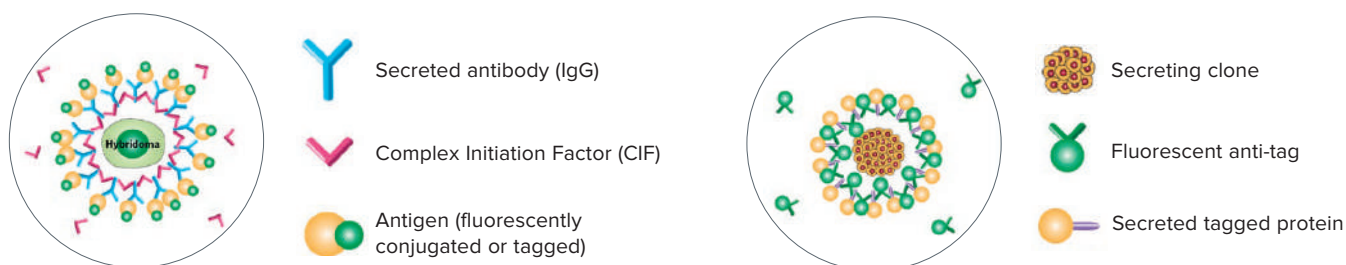 Hybridoma
Secreted antibody (IgG)
Complex Initiation Factor (CIF)
Antigen (fluorescently
conjugated or tagged)
Secreting clone
Fluorescent anti-tag
Secreted tagged protein